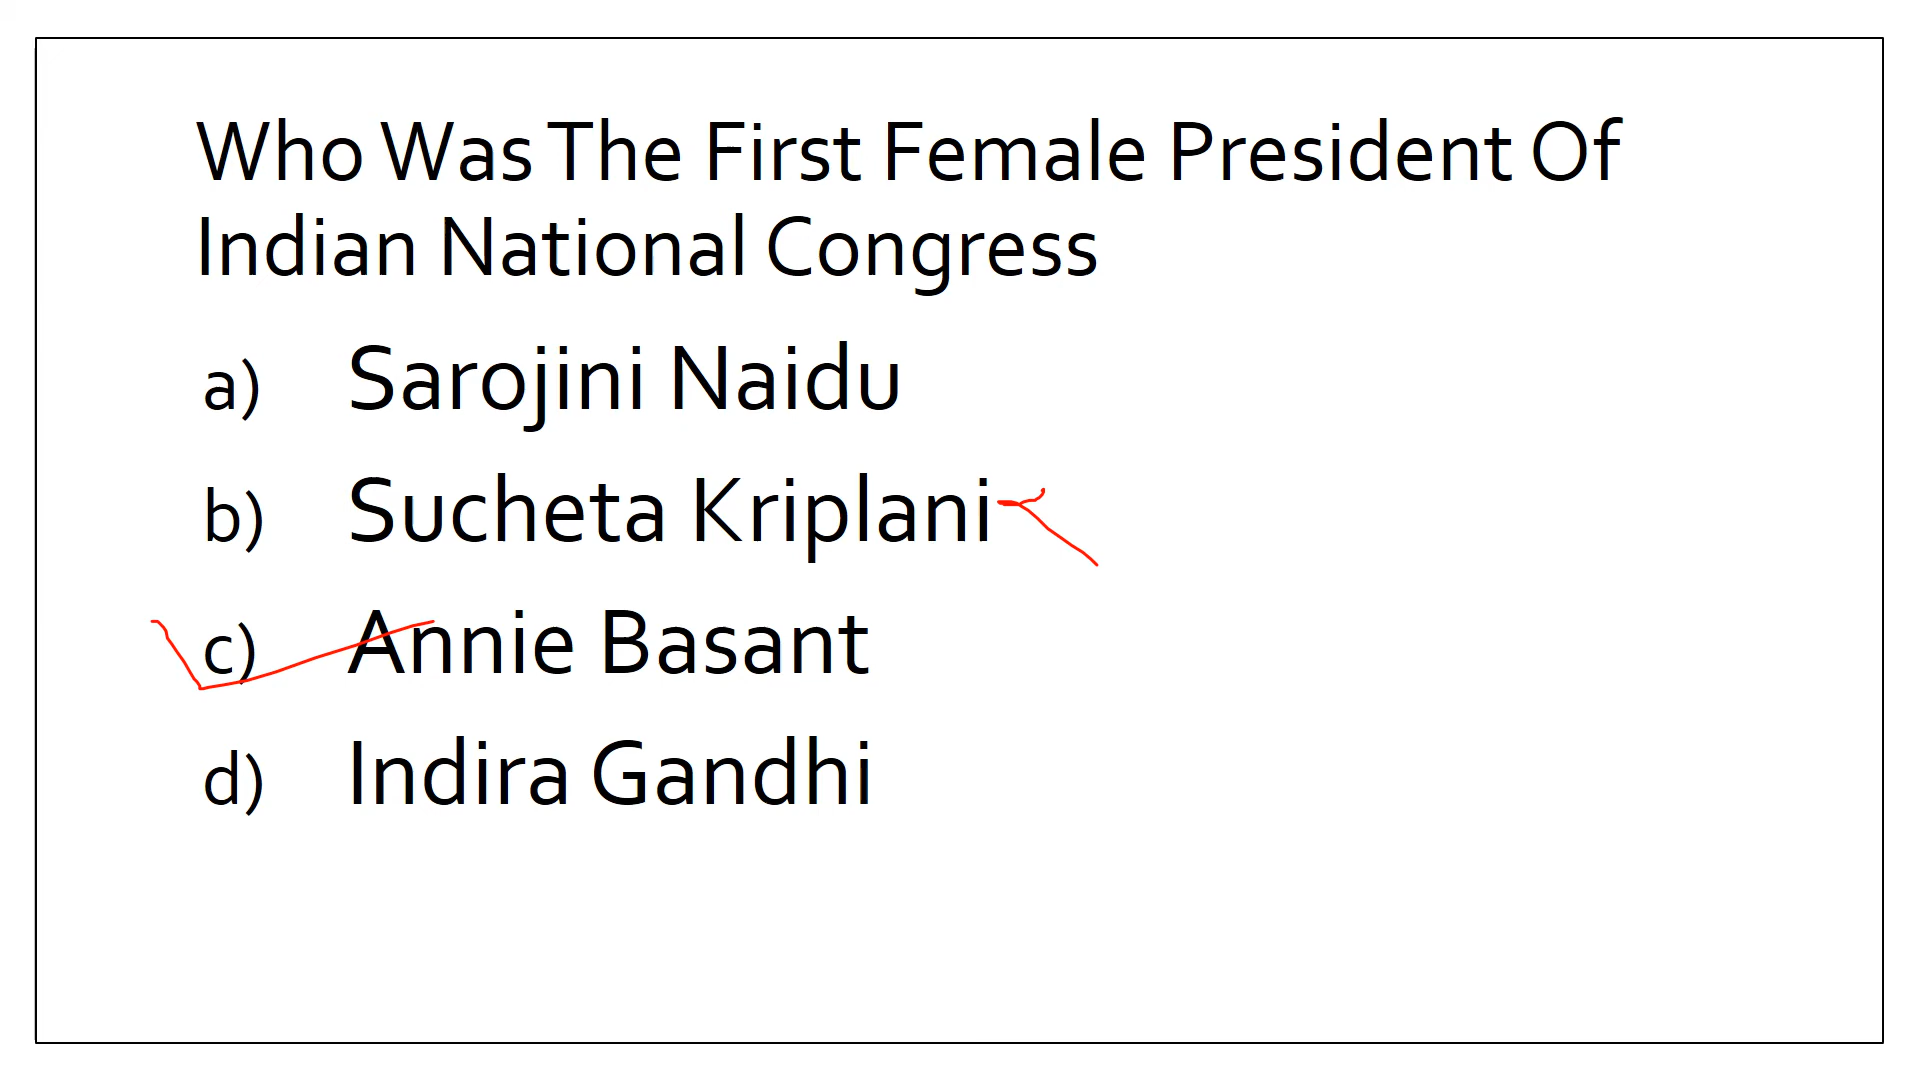 Who Was The First Female President Of
Indian National Congress
a) Sarojini Naidu
b) Sucheta Kriplani
c) Annie Basant
d) Indira Gandhi